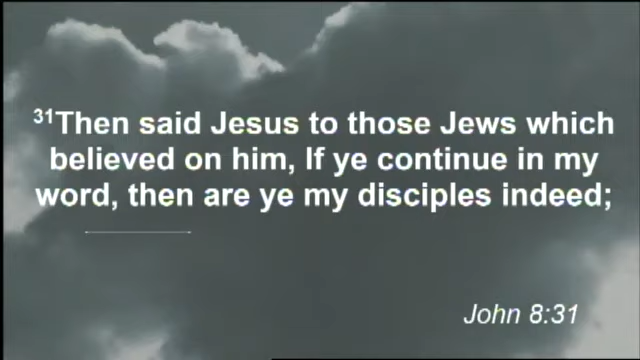 31Then said Jesus to those Jews which
believed on him, If ye continue in my
word, then are ye my disciples indeed;
John 8:31